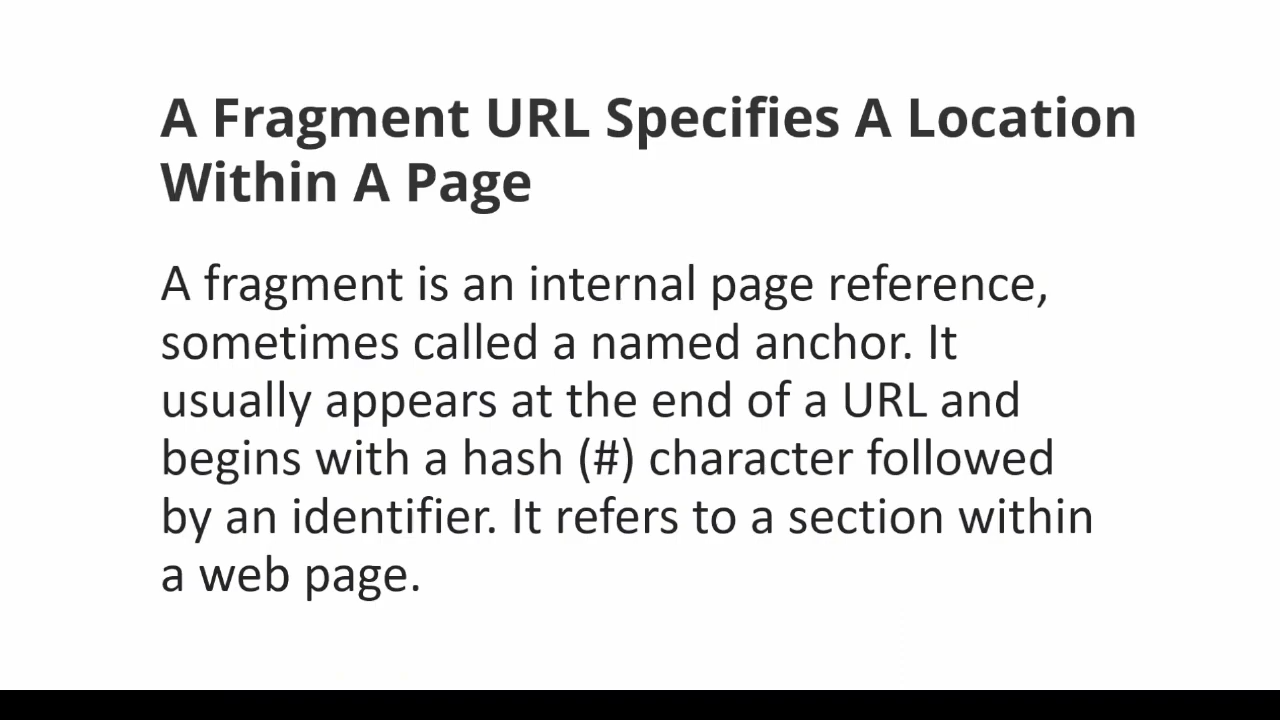 A Fragment URL Specifies A Location
Within A Page
A fragment is an internal page reference,
sometimes called a named anchor. It
usually appears at the end of a URL and
begins with a hash (#) character followed
by an identifier. It refers to a section within
a web page.